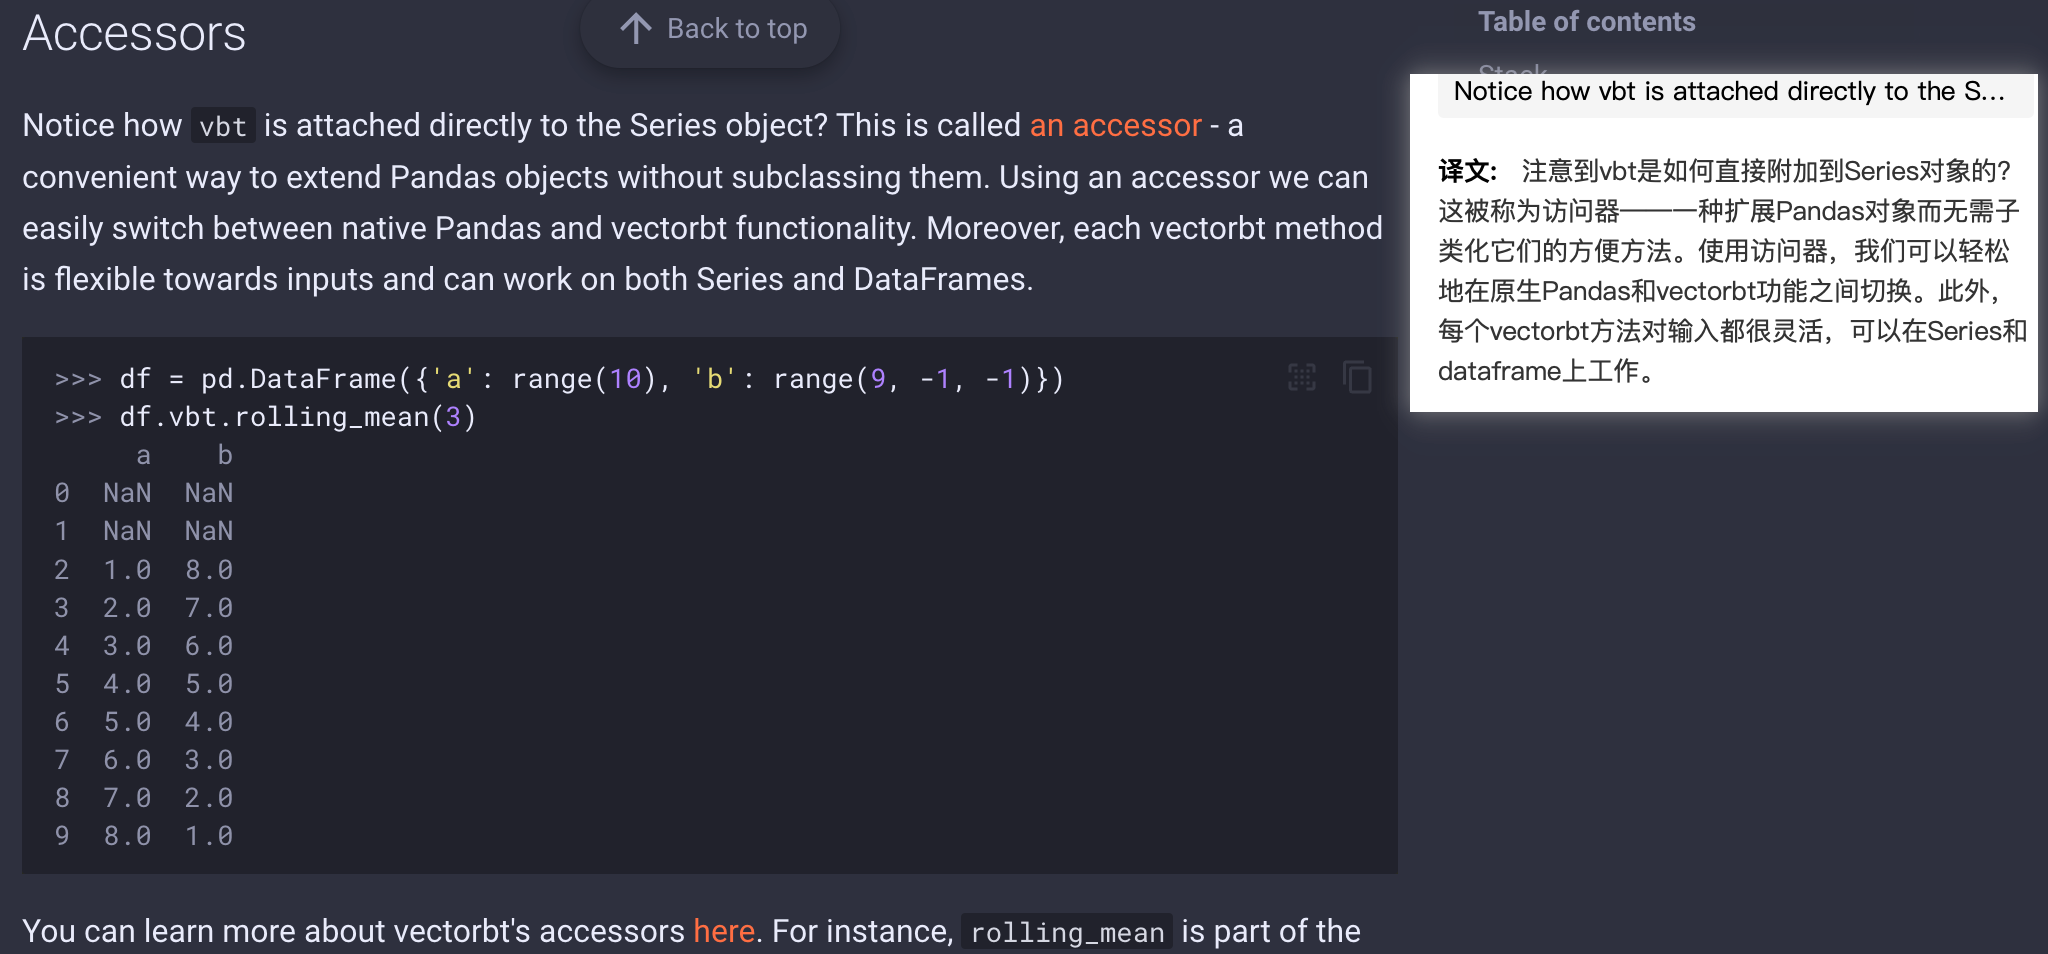 Accessors
Back to top
Notice how vbt is attached directly to the Series object? This is called an accessor - a
convenient way to extend Pandas objects without subclassing them. Using an accessor we can
easily switch between native Pandas and vectorbt functionality. Moreover, each vectorbt method
is flexible towards inputs and can work on both Series and DataFrames.
>>> df = pd.DataFrame({'a': range(10), 'b': range(9, -1, -1)})
>>> df.vbt.rolling_mean(3)
     a    b
0  NaN  NaN
1  NaN  NaN
2  1.0  8.0
3  2.0  7.0
4  3.0  6.0
5  4.0  5.0
6  5.0  4.0
7  6.0  3.0
8  7.0  2.0
9  8.0  1.0
You can learn more about vectorbt's accessors here. For instance, rolling_mean is part of the
Table of contents
Notice how vbt is attached directly to the S...
译文: 注意到vbt是如何直接附加到Series对象的?
这被称为访问器——一种扩展Pandas对象而无需子
类化它们的方便方法。使用访问器，我们可以轻松
地在原生Pandas和vectorbt功能之间切换。此外，
每个vectorbt方法对输入都很灵活，可以在Series和
dataframe上工作。